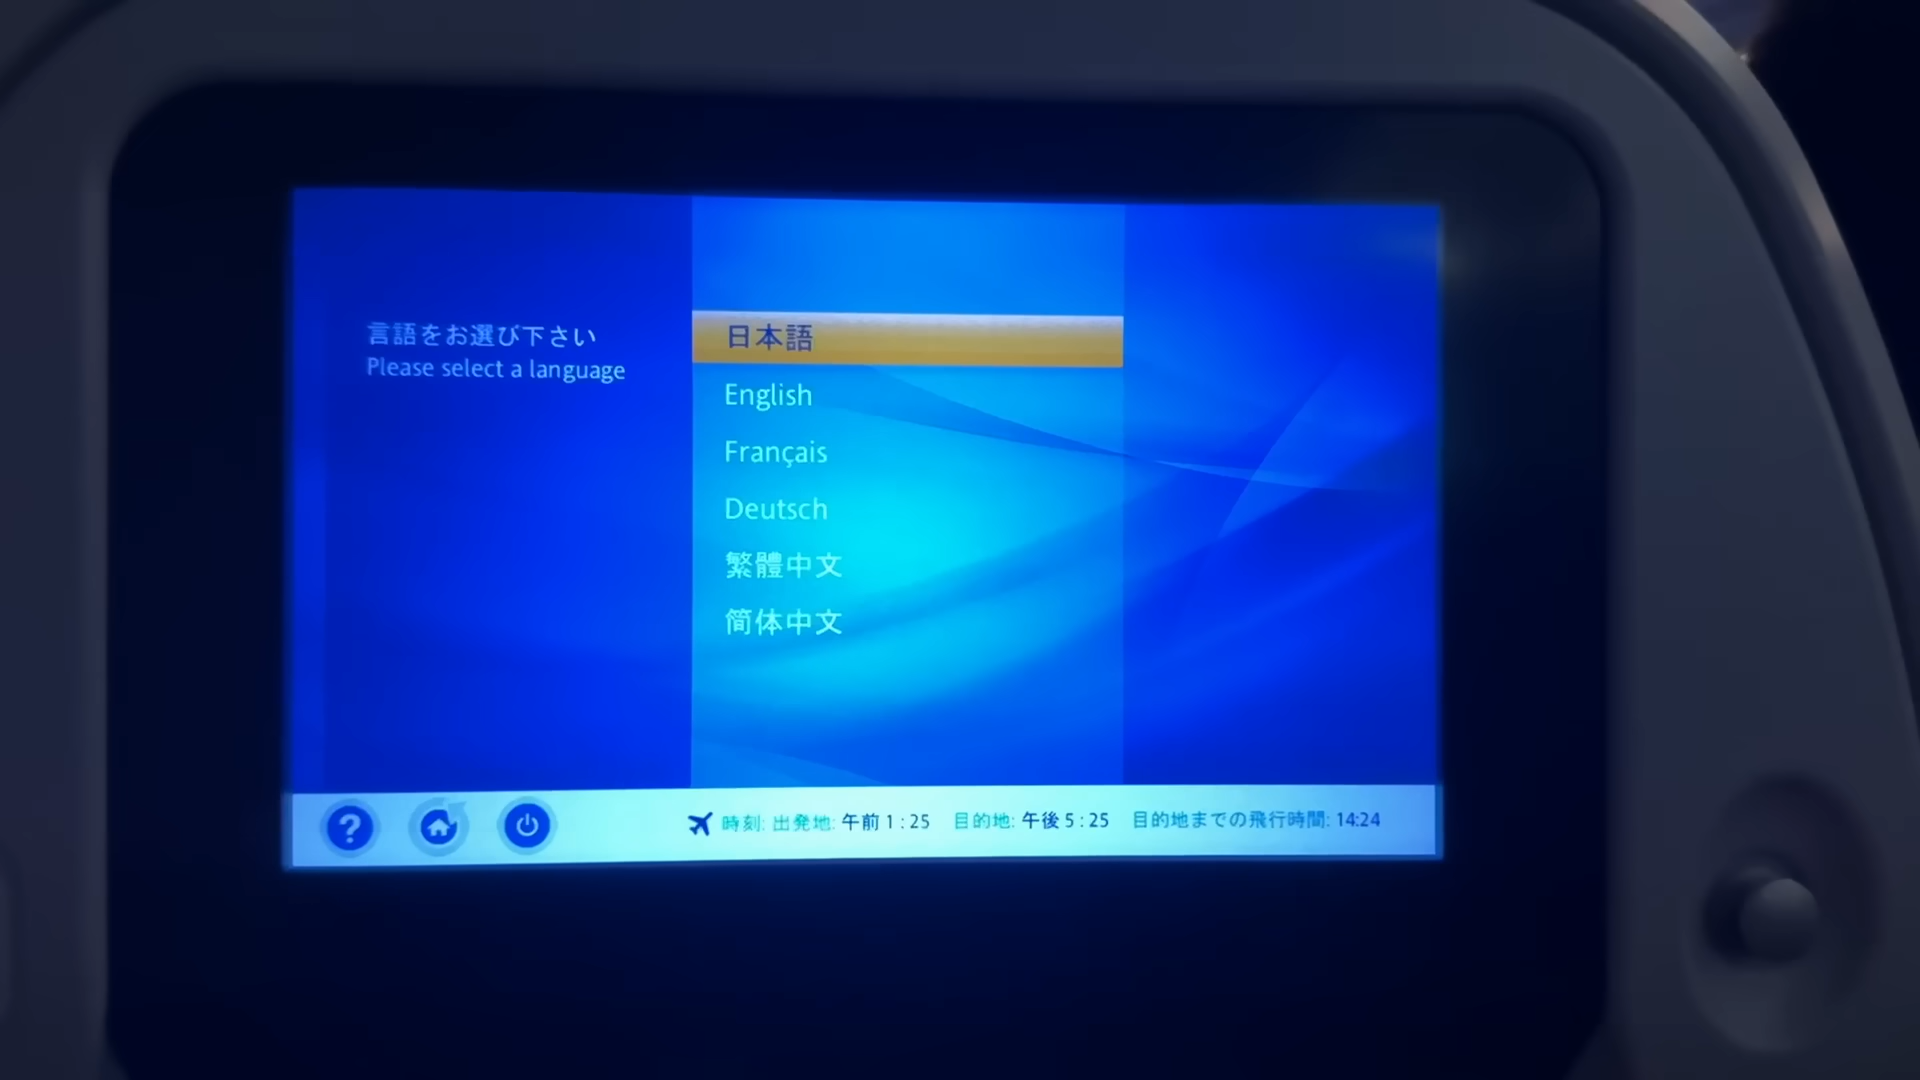 言語をお選び下さい
Please select a language
日本語
English
Français
Deutsch
繁體中文
简体中文
?
時刻: 出発地: 午前 1 : 25 目的地: 午後 5 : 25 目的地までの飛行時間: 14:24